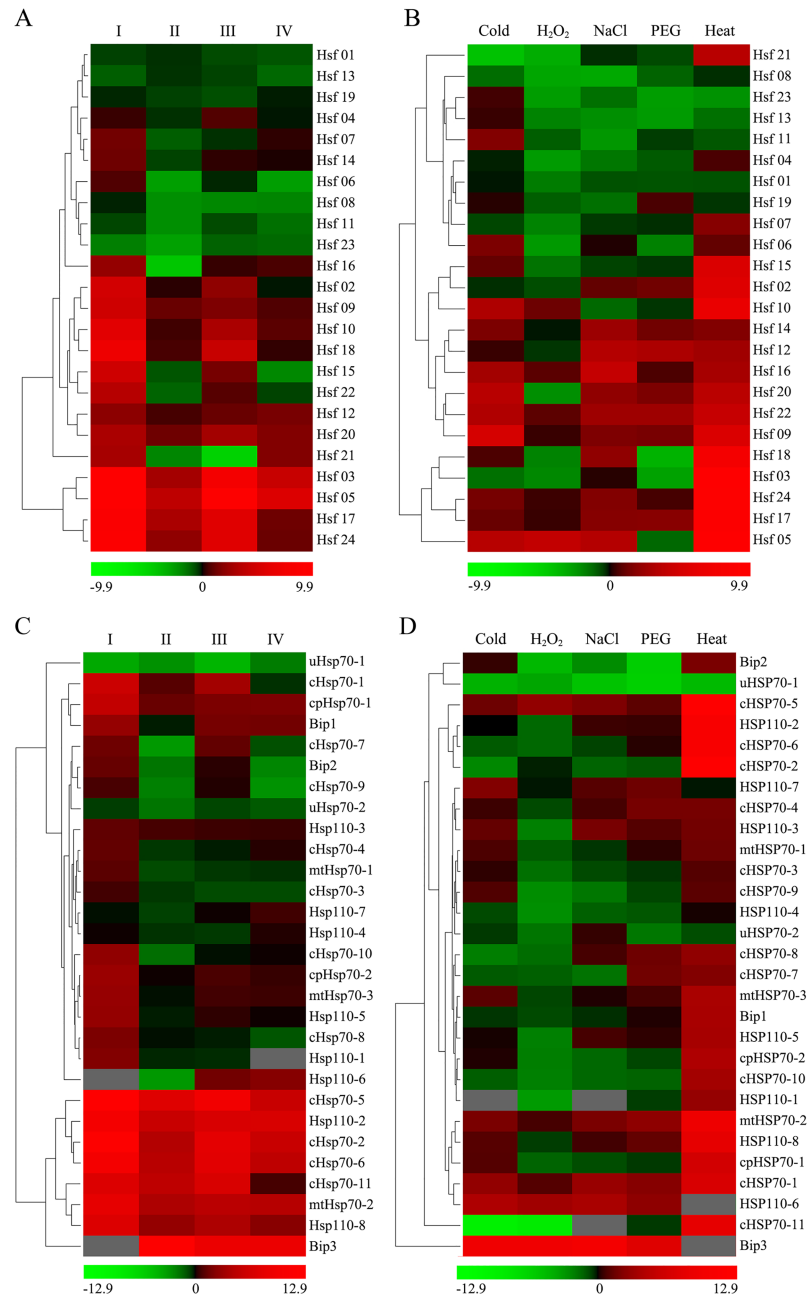 A
I II III IV
Hsf 01
Hsf 13
Hsf 19
Hsf 04
Hsf 07
Hsf 14
Hsf 06
Hsf 08
Hsf 11
Hsf 23
Hsf 16
Hsf 02
Hsf 09
Hsf 10
Hsf 18
Hsf 15
Hsf 22
Hsf 12
Hsf 20
Hsf 21
Hsf 03
Hsf 05
Hsf 17
Hsf 24
-9.9 0 9.9
B
Cold H₂O₂ NaCl PEG Heat
Hsf 21
Hsf 08
Hsf 23
Hsf 13
Hsf 11
Hsf 04
Hsf 01
Hsf 19
Hsf 07
Hsf 06
Hsf 15
Hsf 02
Hsf 10
Hsf 14
Hsf 12
Hsf 16
Hsf 20
Hsf 22
Hsf 09
Hsf 18
Hsf 03
Hsf 24
Hsf 17
Hsf 05
-9.9 0 9.9
C
I II III IV
uHsp70-1
cHsp70-1
cpHsp70-1
Bip1
cHsp70-7
Bip2
cHsp70-9
uHsp70-2
Hsp110-3
cHsp70-4
mtHsp70-1
cHsp70-3
Hsp110-7
Hsp110-4
cHsp70-10
cpHsp70-2
mtHsp70-3
Hsp110-5
cHsp70-8
Hsp110-1
Hsp110-6
cHsp70-5
Hsp110-2
cHsp70-2
cHsp70-6
cHsp70-11
mtHsp70-2
Hsp110-8
Bip3
-12.9 0 12.9
D
Cold H₂O₂ NaCl PEG Heat
Bip2
uHSP70-1
cHSP70-5
HSP110-2
cHSP70-6
cHSP70-2
HSP110-7
cHSP70-4
HSP110-3
mtHSP70-1
cHSP70-3
cHSP70-9
HSP110-4
uHSP70-2
cHSP70-8
cHSP70-7
mtHSP70-3
Bip1
HSP110-5
cpHSP70-2
cHSP70-10
HSP110-1
mtHSP70-2
HSP110-8
cpHSP70-1
cHSP70-1
HSP110-6
cHSP70-11
Bip3
-12.9 0 12.9